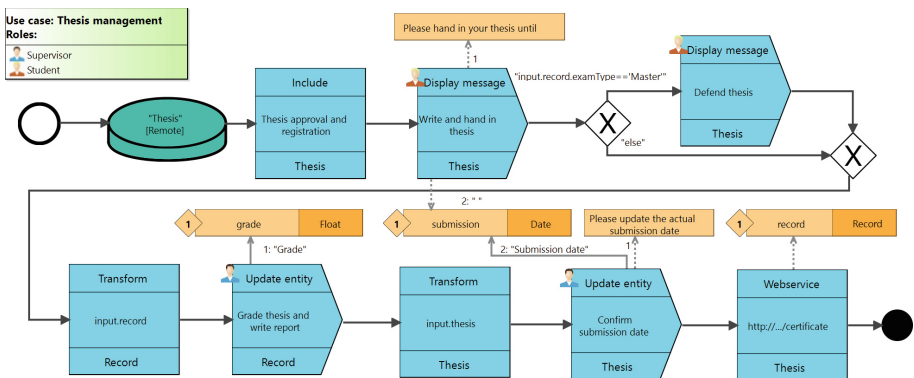 Use case: Thesis management
Roles:
Supervisor
Student
Please hand in your thesis until
1
"Thesis"
[Remote]
Include
Thesis approval and
registration
Thesis
Display message
Write and hand in
thesis
Thesis
"input.record.examType=='Master'"
X
"else"
Display message
Defend thesis
Thesis
X
2: " "
1
grade
Float
1: "Grade"
1
submission
Date
2: "Submission date"
Please update the actual
submission date
1
1
record
Record
Transform
input.record
Record
Update entity
Grade thesis and
write report
Record
Transform
input.thesis
Thesis
Update entity
Confirm
submission date
Thesis
Webservice
http://.../certificate
Thesis